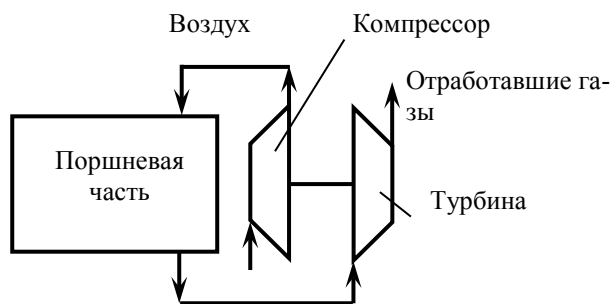 Воздух
Компрессор
Отработавшие га-
зы
Поршневая
часть
Турбина